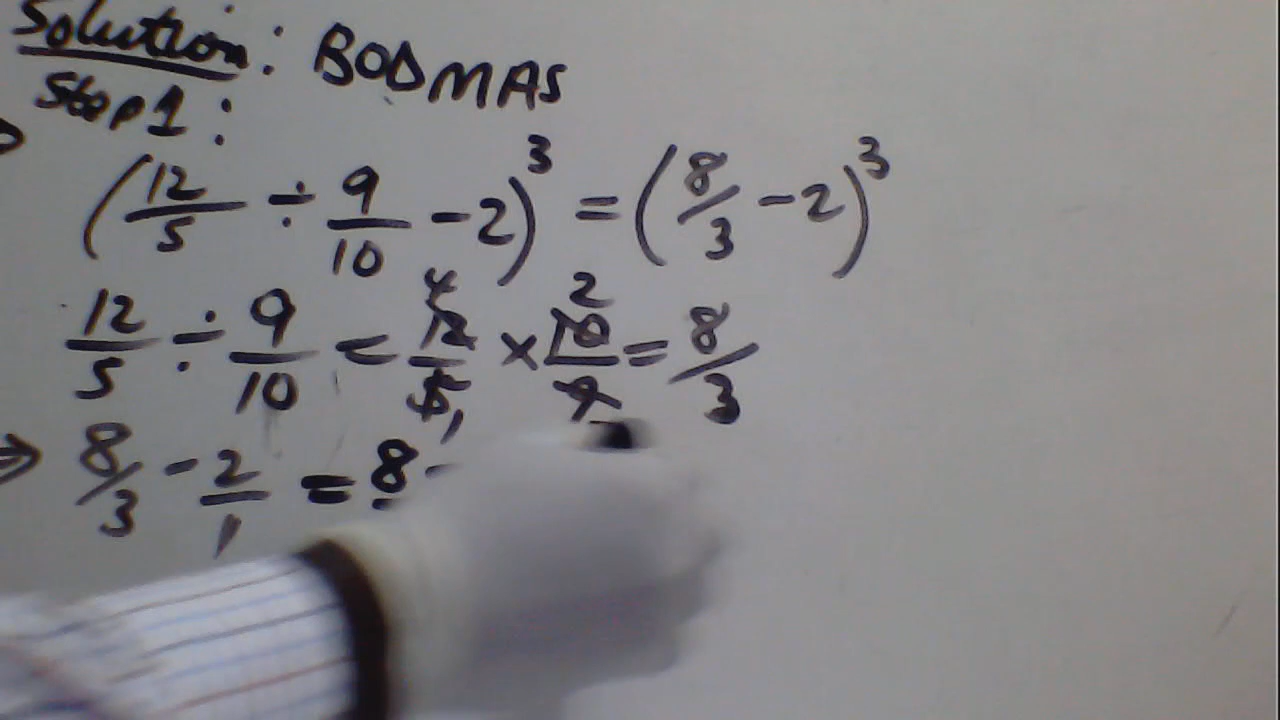 Solution: BODMAS
Step 1:
(12/5 ÷ 9/10 - 2)^3 = (8/3 - 2)^3
12/5 ÷ 9/10 = 12/5 × 10/9 = 8/3
⇒ 8/3 - 2/1 = 8 -